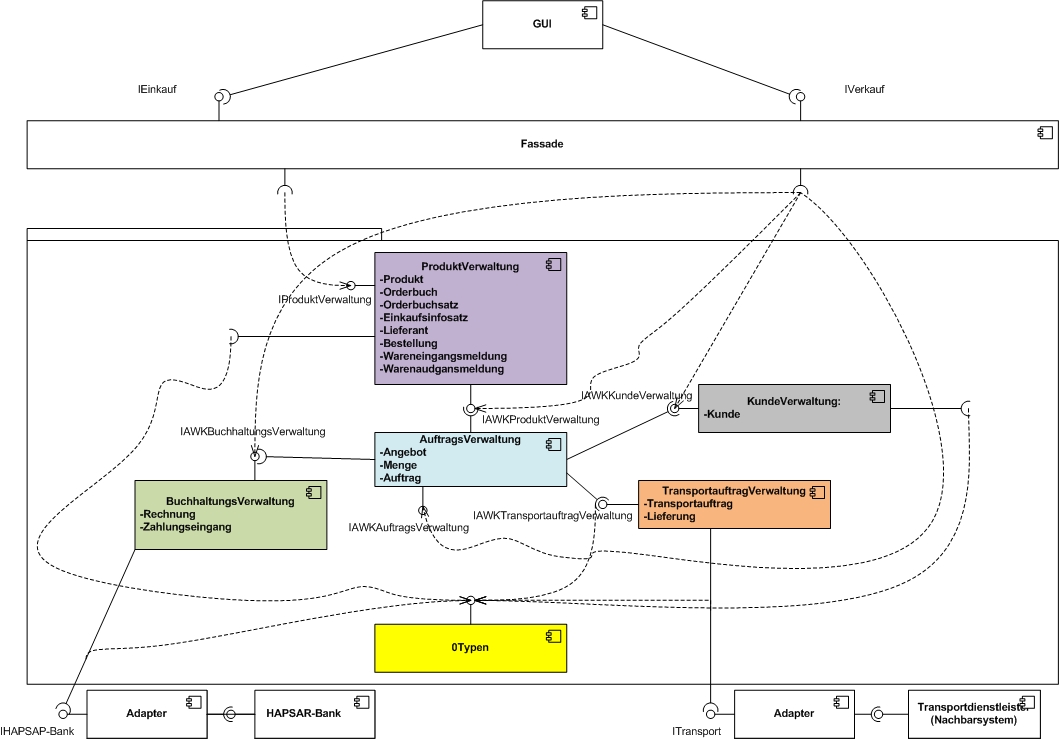 GUI
IEinkauf
IVerkauf
Fassade
ProduktVerwaltung
-Produkt
-Orderbuch
-Orderbuchsatz
-Einkaufsinfosatz
-Lieferant
-Bestellung
-Wareneingangsmeldung
-Warenaudgansmeldung
IProduktVerwaltung
IAWKKundeVerwaltung
KundeVerwaltung:
-Kunde
IAWKProduktVerwaltung
IAWKBuchhaltungsVerwaltung
AuftragsVerwaltung
-Angebot
-Menge
-Auftrag
BuchhaltungsVerwaltung
-Rechnung
-Zahlungseingang
TransportauftragVerwaltung
-Transportauftrag
-Lieferung
IAWKAuftragsVerwaltung
IAWKTransportauftragVerwaltung
0Typen
IHAPSAP-Bank
Adapter
HAPSAR-Bank
ITransport
Adapter
Transportdienstleister
(Nachbarsystem)